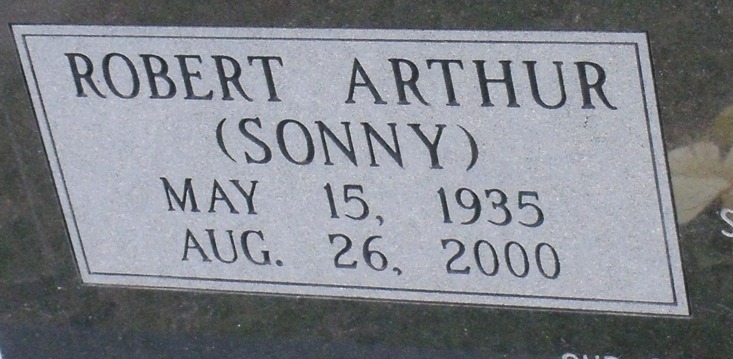 ROBERT ARTHUR
(SONNY)
MAY 15, 1935
AUG. 26, 2000